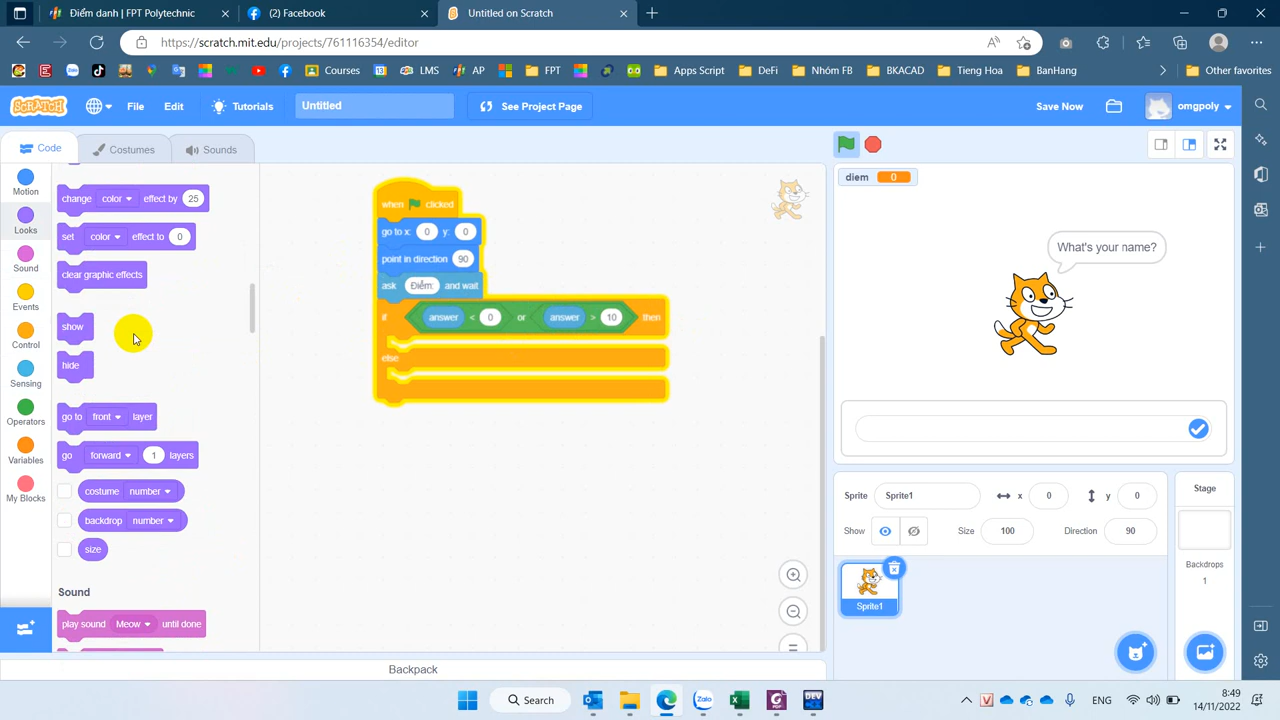 Điểm danh | FPT Polytechnic
(2) Facebook
Untitled on Scratch
https://scratch.mit.edu/projects/761116354/editor
Courses
LMS
AP
FPT
Apps Script
DeFi
Nhóm FB
BKACAD
Tieng Hoa
BanHang
Other favorites
SCRATCH
File
Edit
Tutorials
Untitled
See Project Page
Save Now
omgpoly
Code
Costumes
Sounds
Motion
Looks
Sound
Events
Control
Sensing
Operators
Variables
My Blocks
change color effect by 25
set color effect to 0
clear graphic effects
show
hide
go to front layer
go forward 1 layers
costume number
backdrop number
size
Sound
play sound Meow until done
when clicked
go to x: 0 y: 0
point in direction 90
ask Điểm: and wait
if answer < 0 or answer > 10 then
else
diem 0
What's your name?
Sprite Sprite1 x 0 y 0
Show Size 100 Direction 90
Sprite1
Stage
Backdrops
1
Backpack
Search
ENG
8:49
14/11/2022